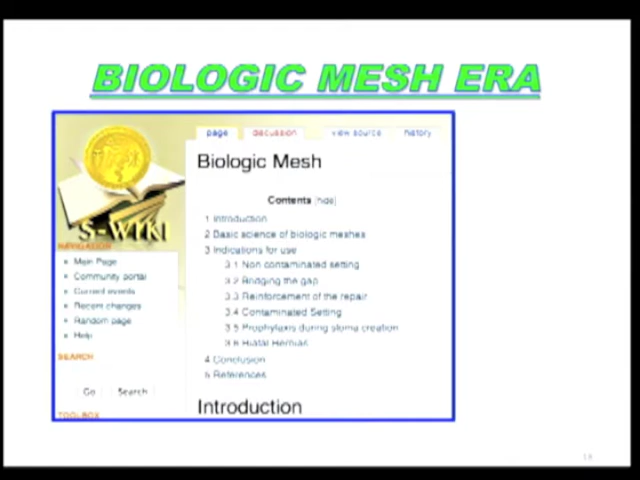 BIOLOGIC MESH ERA
page discussion view source history
Biologic Mesh
Contents [hide]
1 Introduction
2 Basic science of biologic meshes
3 Indications for use
3.1 Non contaminated setting
3.2 Bridging the gap
3.3 Reinforcement of the repair
3.4 Contaminated Setting
3.5 Prophylaxis during stoma creation
3.6 Hiatal Hernias
4 Conclusion
5 References
Introduction
S-WIKI
NAVIGATION
Main Page
Community portal
Current events
Recent changes
Random page
Help
SEARCH
Go Search
TOOLBOX